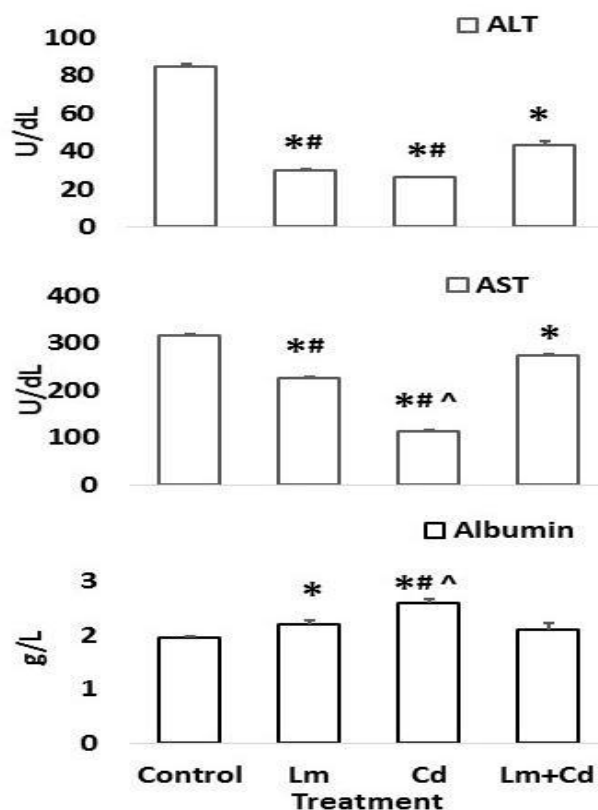 ALT
100
80
60
40
20
0
U/dL
*# *# *
AST
400
300
200
100
0
U/dL
*# *# ^ *
Albumin
3
2
1
0
g/L
* *# ^
Control Lm Cd Lm+Cd
Treatment